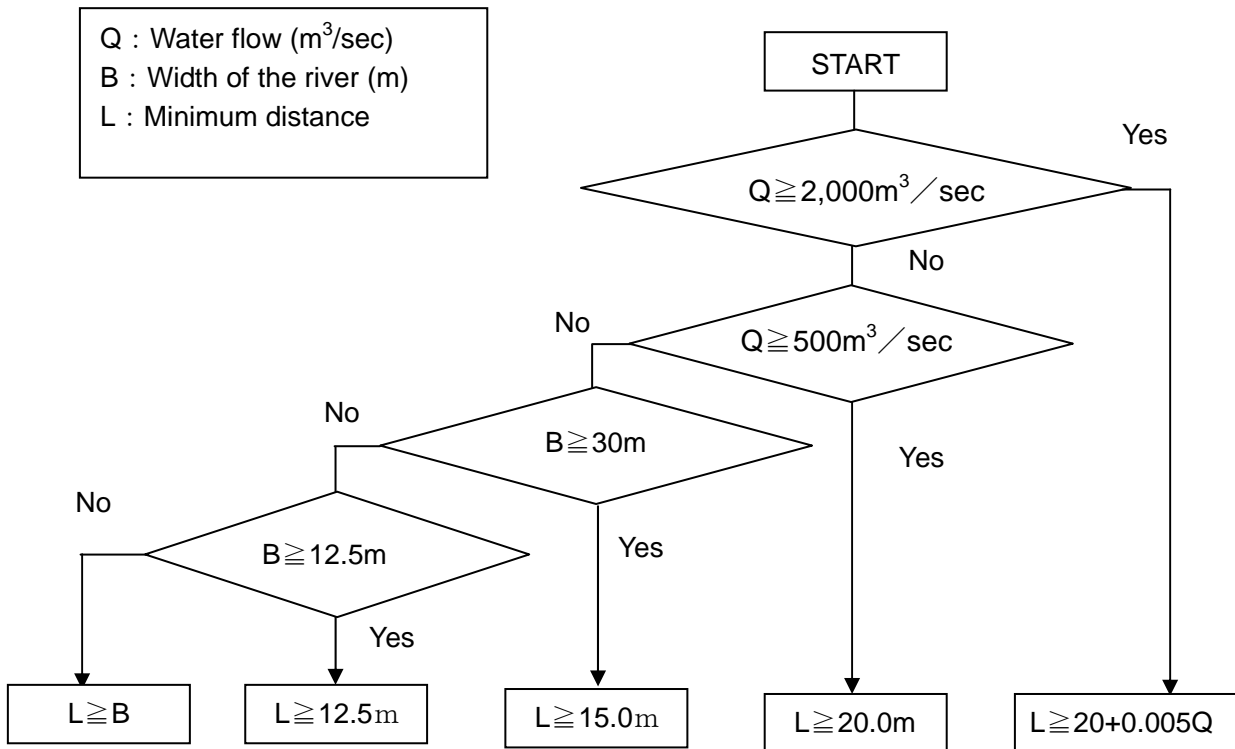 Q : Water flow (m³/sec)
B : Width of the river (m)
L : Minimum distance
START
Yes
Q≧2,000m³／sec
No
No
Q≧500m³／sec
No
B≧30m
Yes
No
B≧12.5m
Yes
Yes
L≧B
L≧12.5m
L≧15.0m
L≧20.0m
L≧20+0.005Q